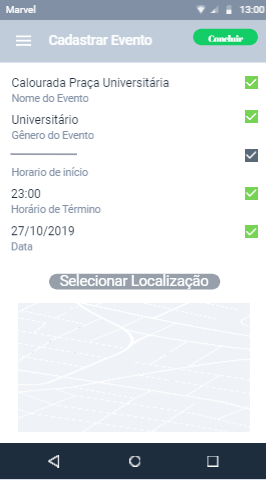 Marvel 13:00
Cadastrar Evento Concluir
Calourada Praça Universitária
Nome do Evento
Universitário
Gênero do Evento
Horario de início
23:00
Horário de Término
27/10/2019
Data
Selecionar Localização